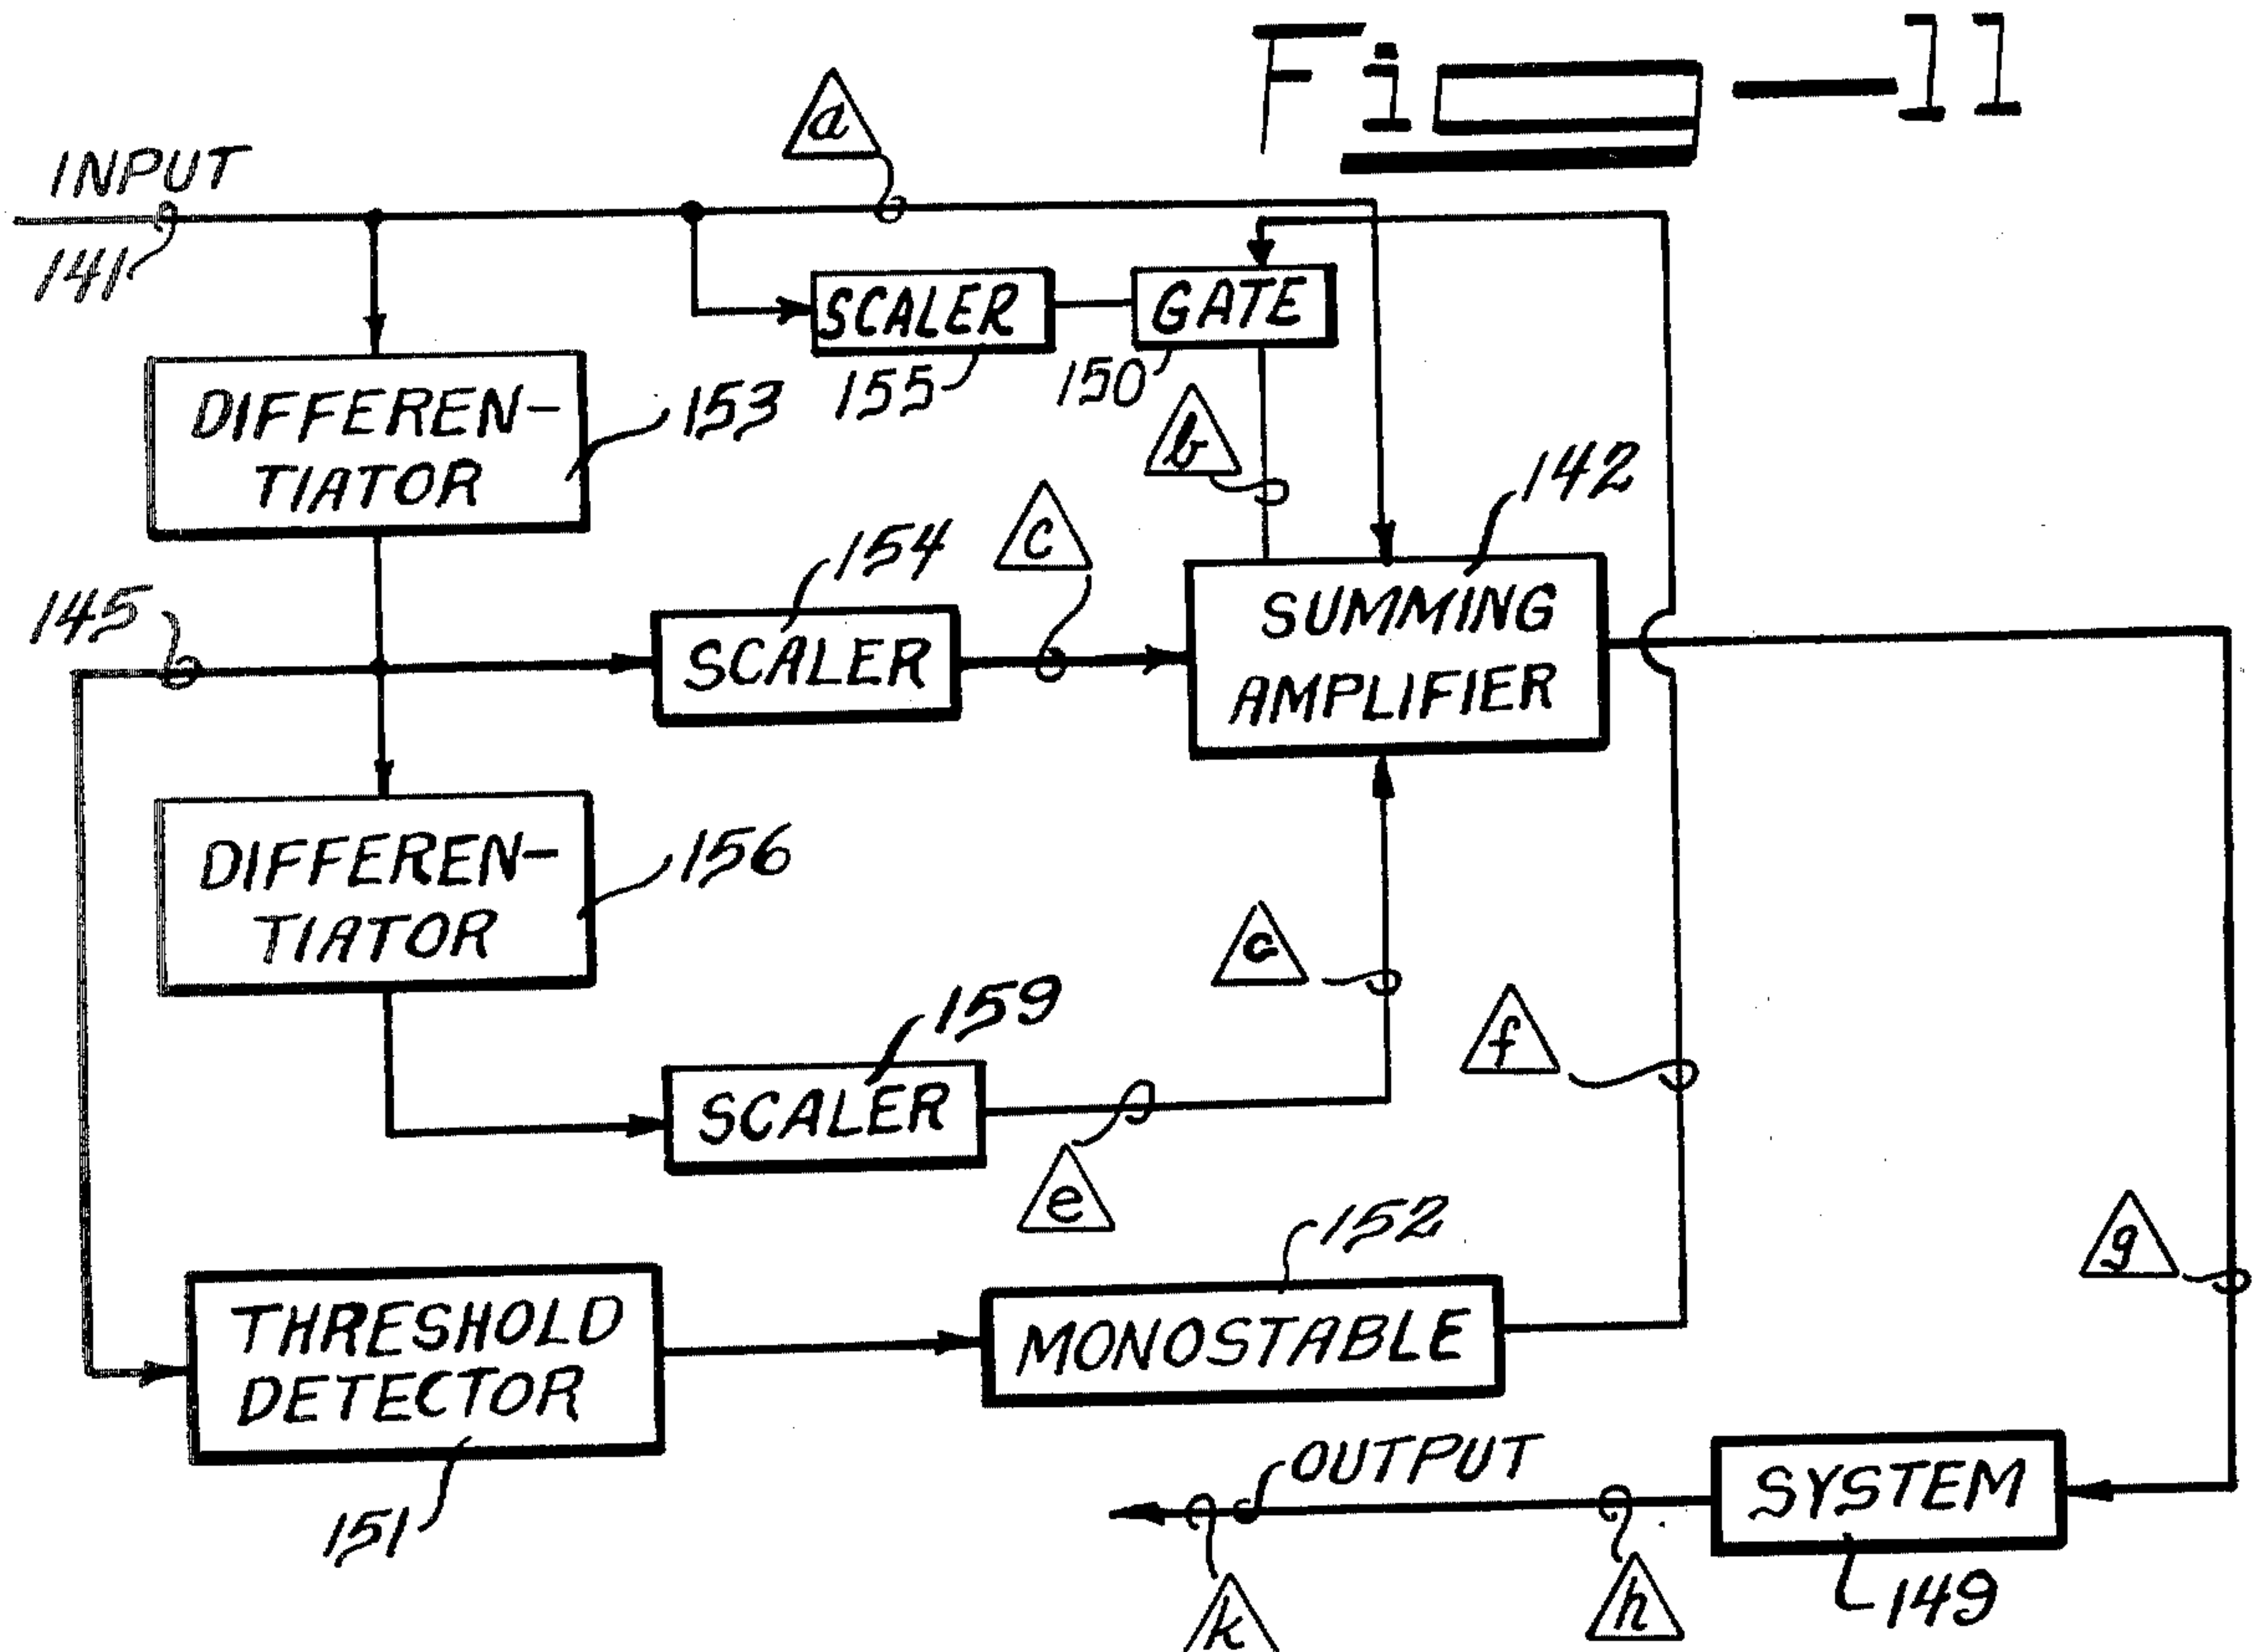 Fig-11
a
INPUT
141
SCALER
GATE
155
150
DIFFEREN-
TIATOR
153
b
142
c
154
145
SCALER
SUMMING
AMPLIFIER
DIFFEREN-
TIATOR
156
c
159
f
SCALER
e
152
g
THRESHOLD
DETECTOR
MONOSTABLE
151
OUTPUT
SYSTEM
k
h
149